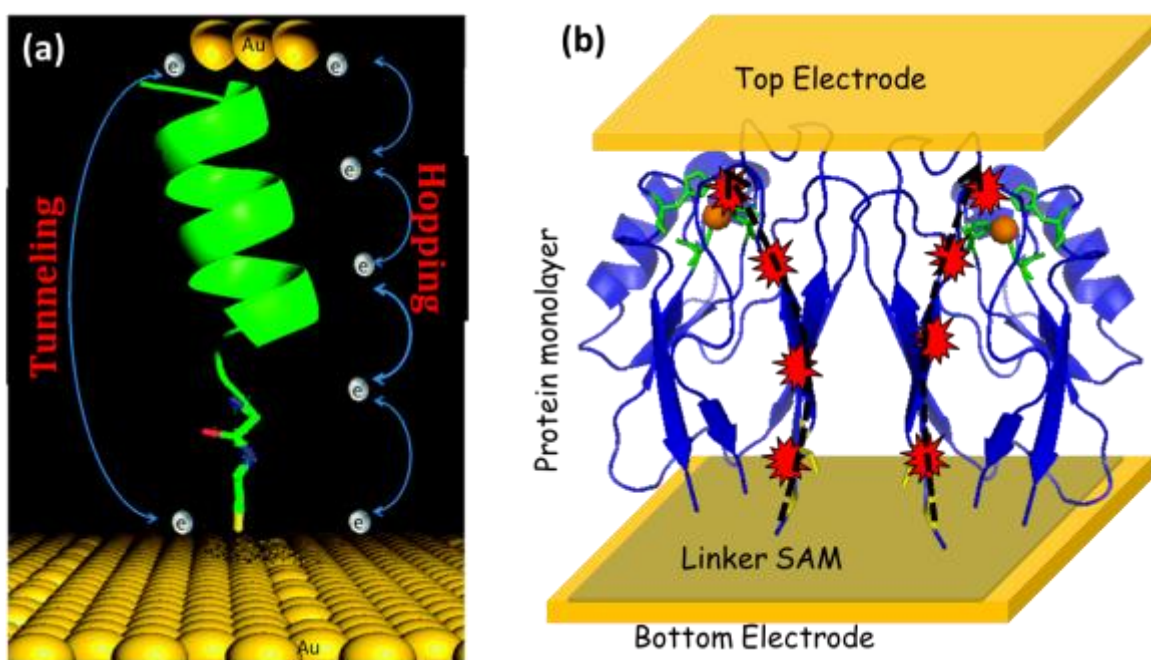 (a)
Au
e
e
Tunneling
Hopping
e
e
e
e
e
Au
(b)
Top Electrode
Protein monolayer
Linker SAM
Bottom Electrode